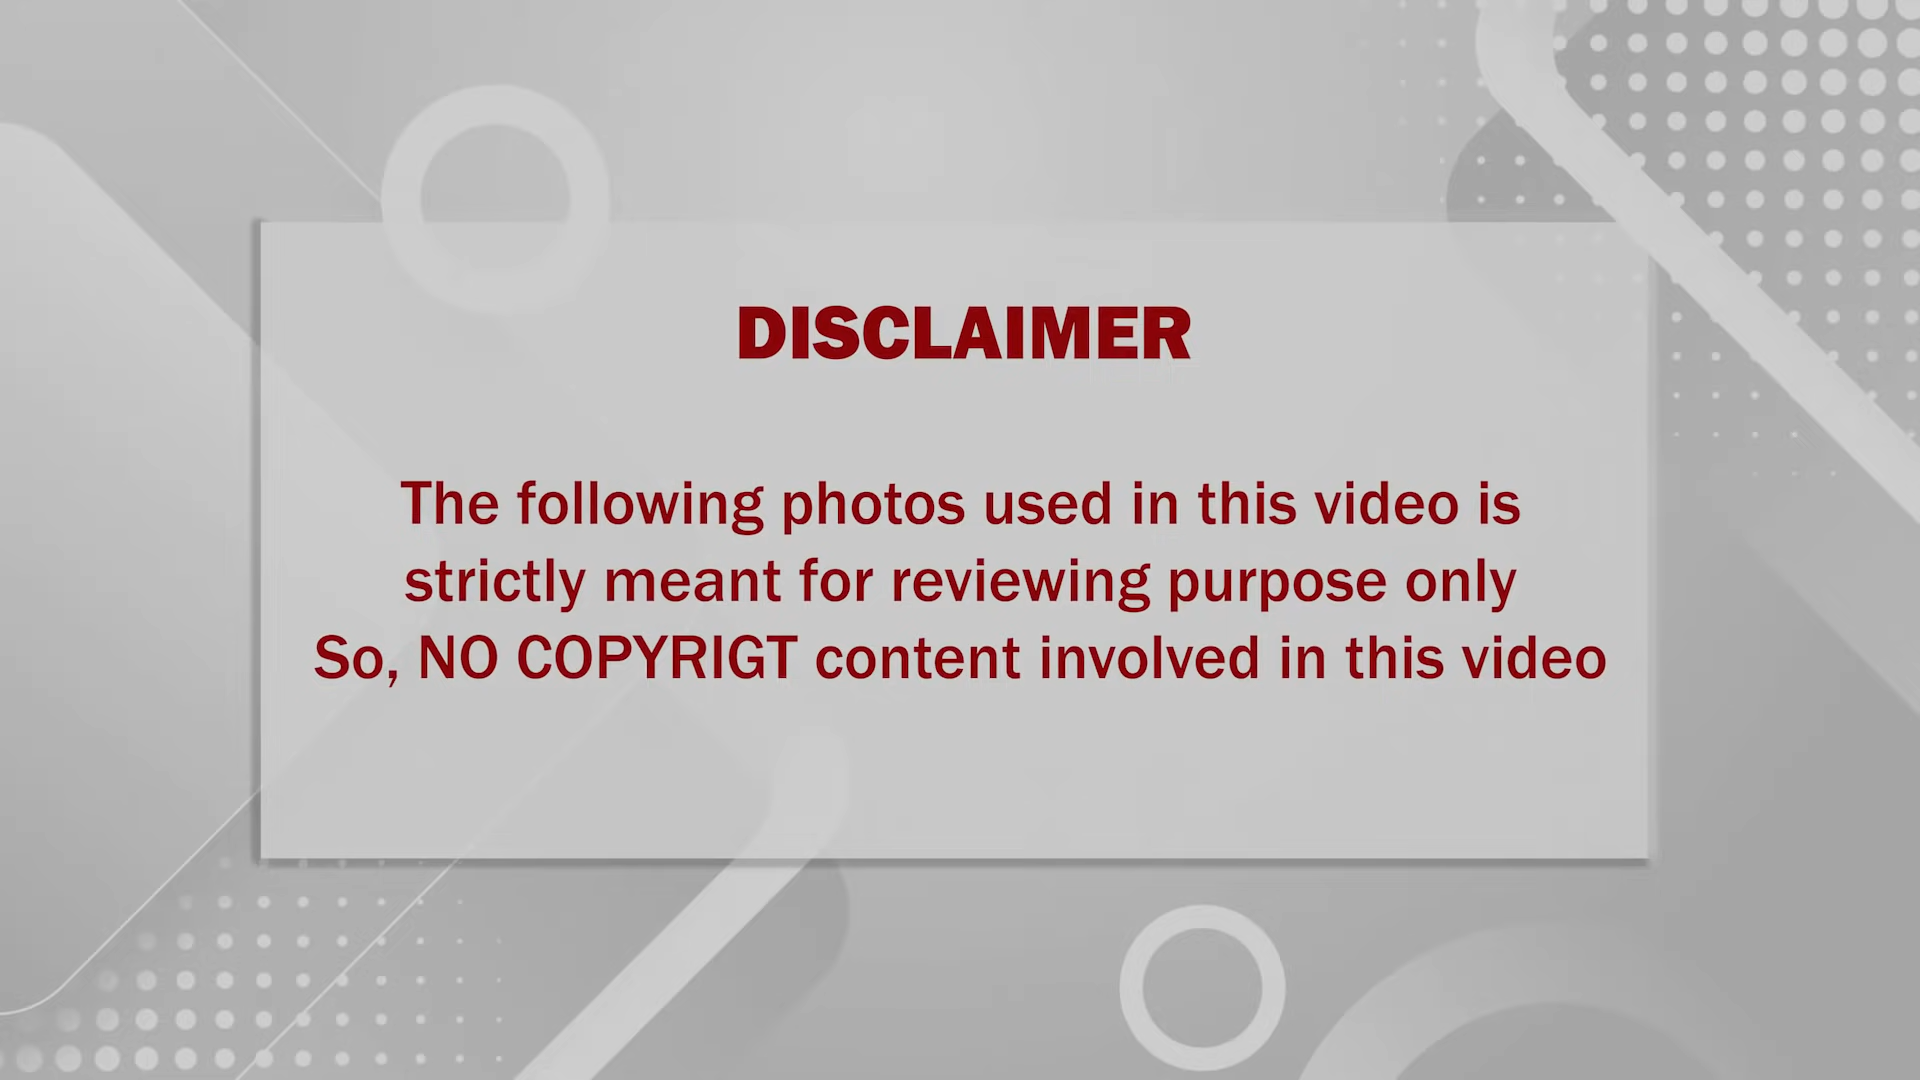 DISCLAIMER
The following photos used in this video is
strictly meant for reviewing purpose only
So, NO COPYRIGT content involved in this video